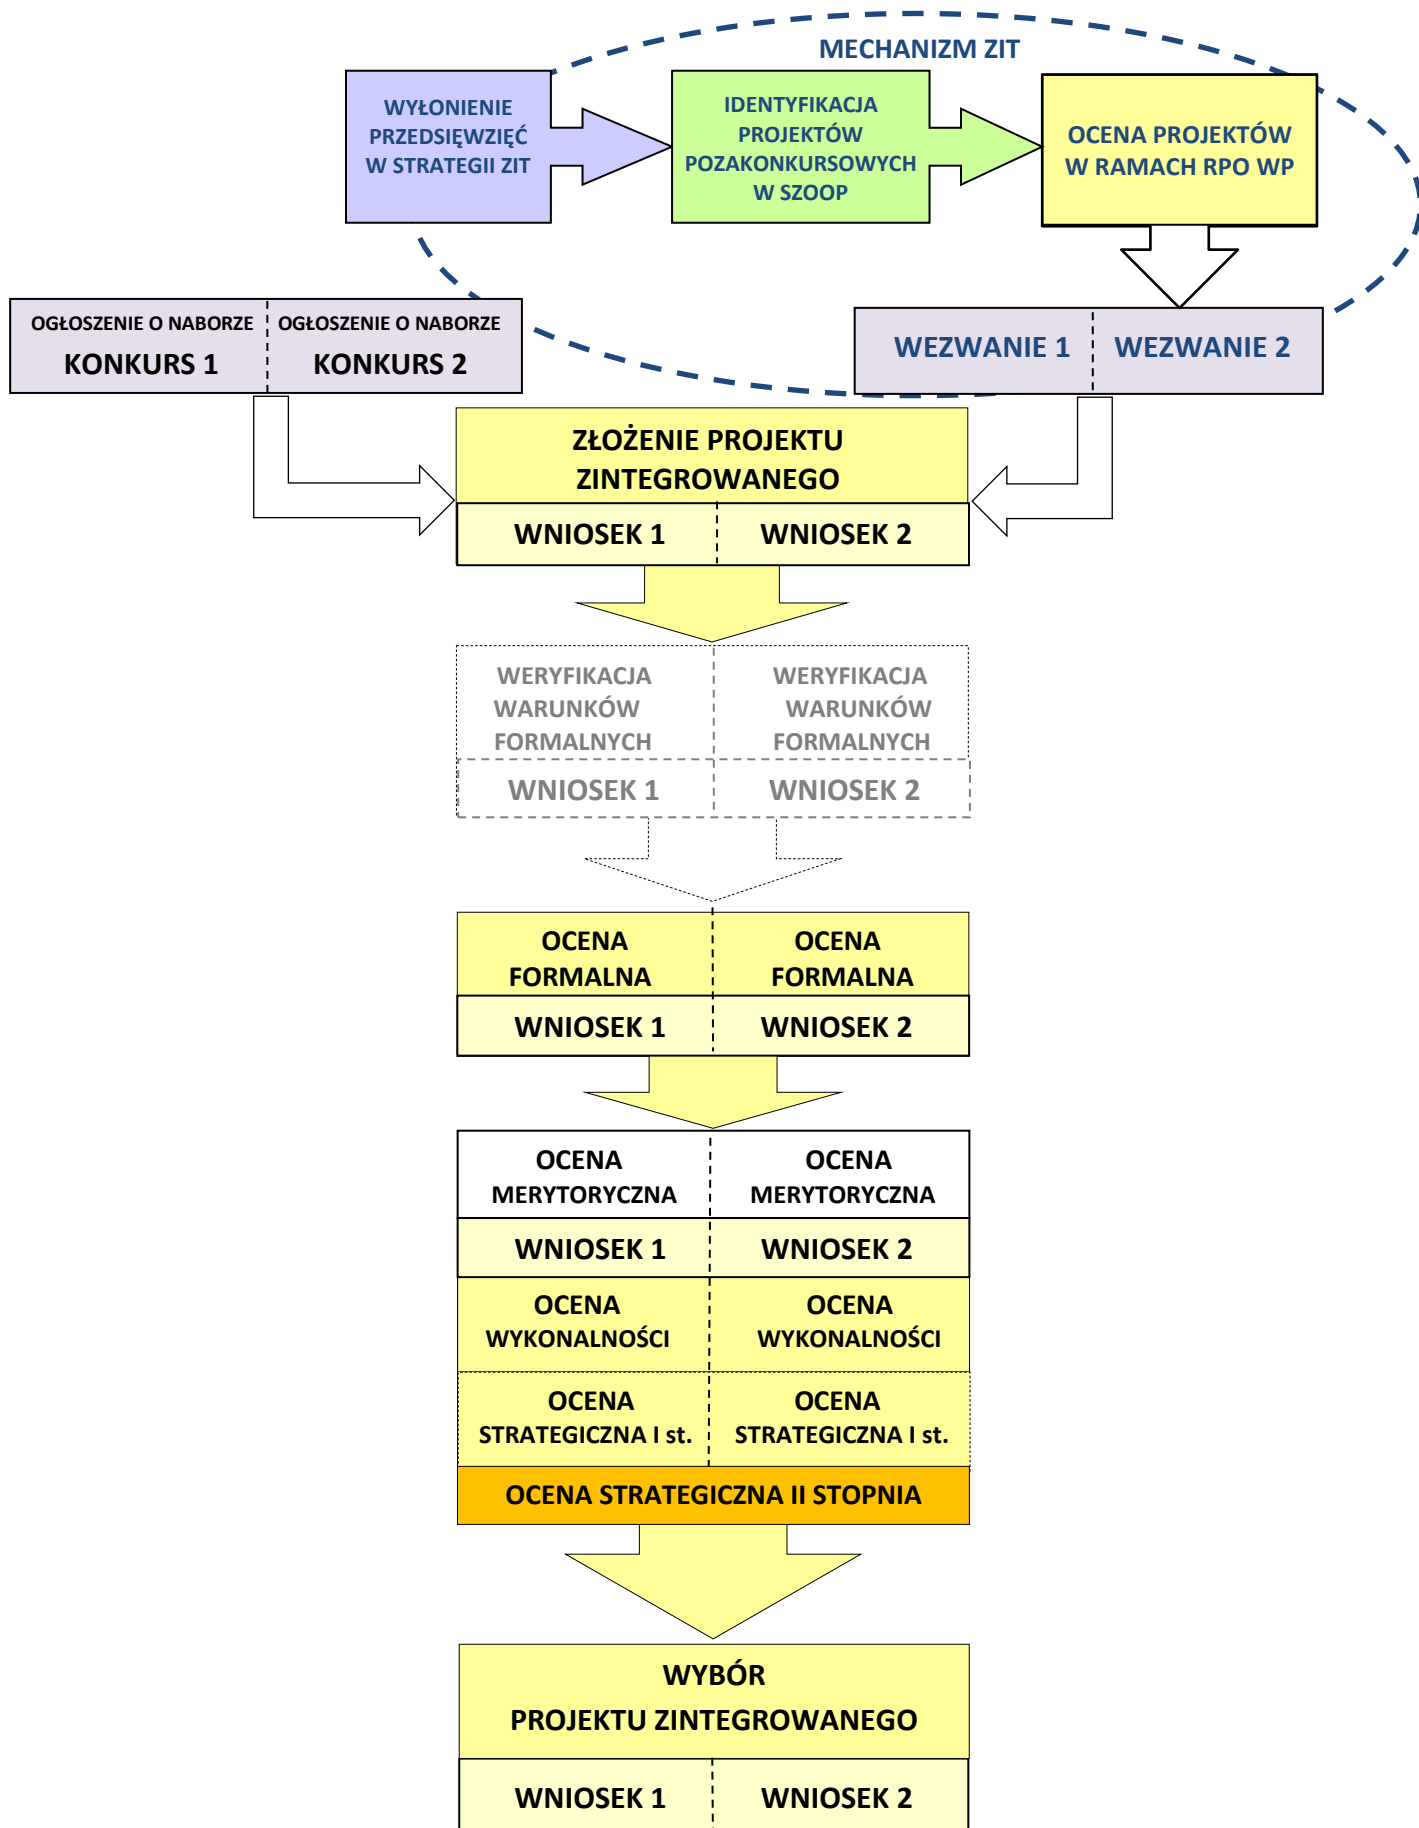 MECHANIZM ZIT
WYŁONIENIE
PRZEDSIĘWZIĘĆ
W STRATEGII ZIT
IDENTYFIKACJA
PROJEKTÓW
POZAKONKURSOWYCH
W SZOOP
OCENA PROJEKTÓW
W RAMACH RPO WP
OGŁOSZENIE O NABORZE
KONKURS 1
OGŁOSZENIE O NABORZE
KONKURS 2
WEZWANIE 1
WEZWANIE 2
ZŁOŻENIE PROJEKTU
ZINTEGROWANEGO
WNIOSEK 1
WNIOSEK 2
WERYFIKACJA
WARUNKÓW
FORMALNYCH
WERYFIKACJA
WARUNKÓW
FORMALNYCH
WNIOSEK 1
WNIOSEK 2
OCENA
FORMALNA
OCENA
FORMALNA
WNIOSEK 1
WNIOSEK 2
OCENA
MERYTORYCZNA
OCENA
MERYTORYCZNA
WNIOSEK 1
WNIOSEK 2
OCENA
WYKONALNOŚCI
OCENA
WYKONALNOŚCI
OCENA
STRATEGICZNA I st.
OCENA
STRATEGICZNA I st.
OCENA STRATEGICZNA II STOPNIA
WYBÓR
PROJEKTU ZINTEGROWANEGO
WNIOSEK 1
WNIOSEK 2